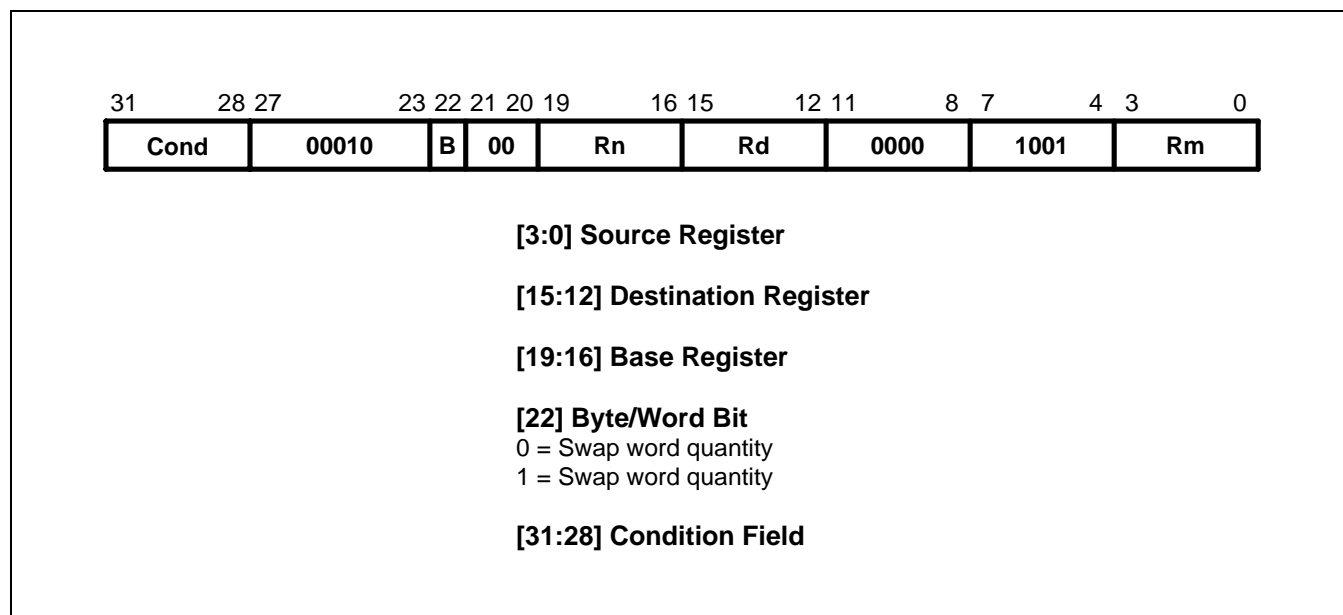 31 28 27 23 22 21 20 19 16 15 12 11 8 7 4 3 0
Cond 00010 B 00 Rn Rd 0000 1001 Rm
[3:0] Source Register
[15:12] Destination Register
[19:16] Base Register
[22] Byte/Word Bit
0 = Swap word quantity
1 = Swap word quantity
[31:28] Condition Field